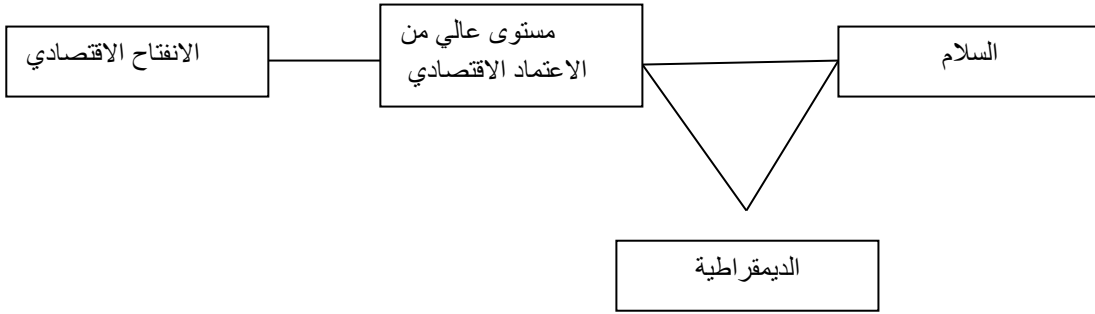 الانفتاح الاقتصادي
مستوى عالي من
الاعتماد الاقتصادي
السلام
الديمقراطية